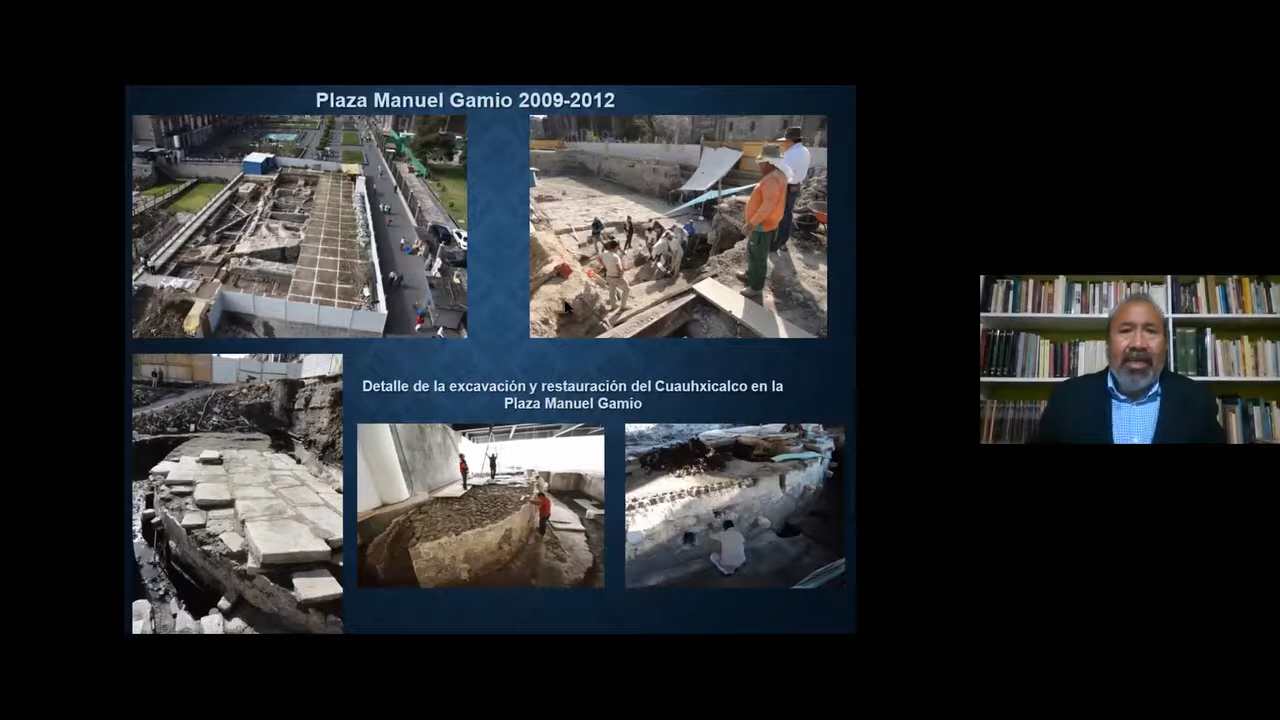 Plaza Manuel Gamio 2009-2012
Detalle de la excavación y restauración del Cuauhxicalco en la
Plaza Manuel Gamio